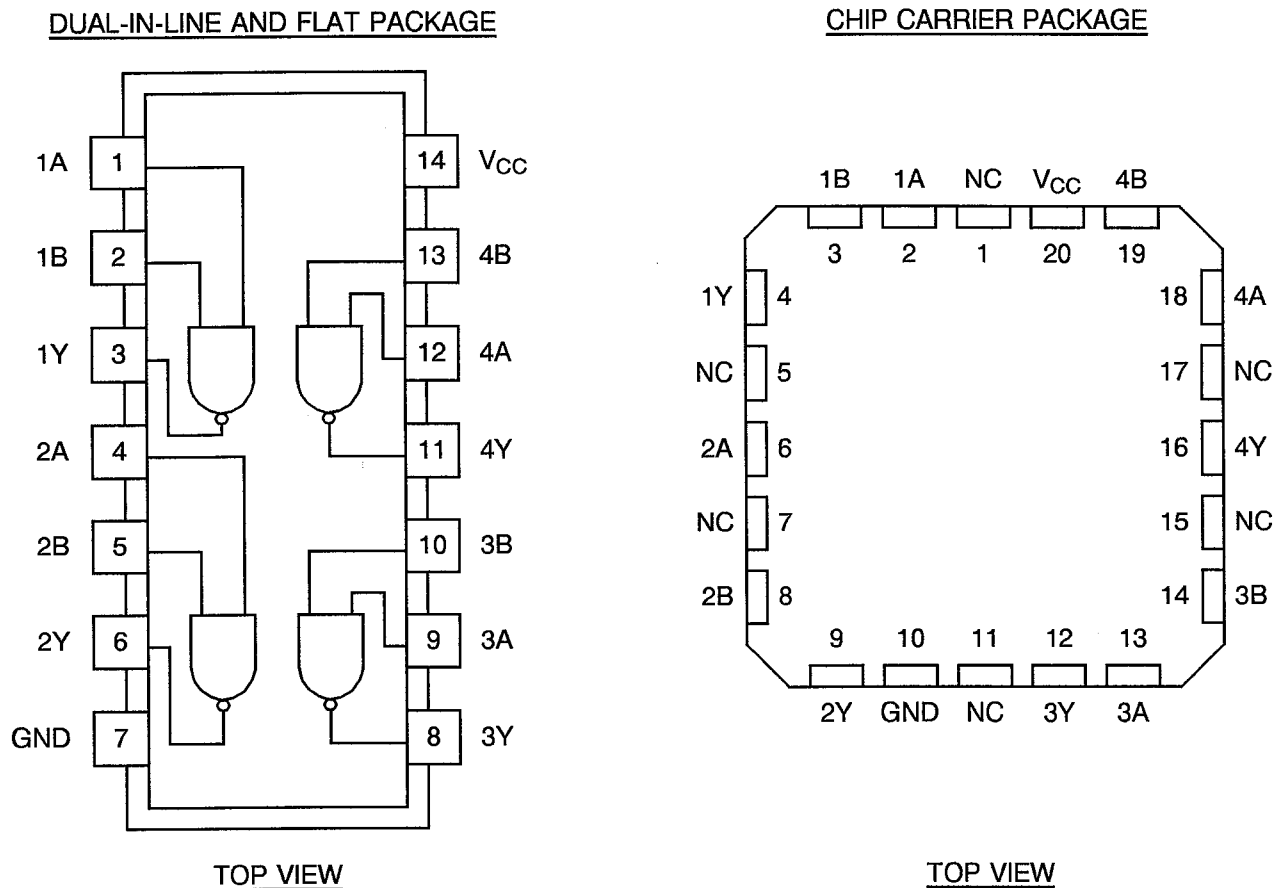 DUAL-IN-LINE AND FLAT PACKAGE
1A 1 14 VCC
1B 2 13 4B
1Y 3 12 4A
2A 4 11 4Y
2B 5 10 3B
2Y 6 9 3A
GND 7 8 3Y
TOP VIEW
CHIP CARRIER PACKAGE
1B 1A NC VCC 4B
3 2 1 20 19
1Y 4 18 4A
NC 5 17 NC
2A 6 16 4Y
NC 7 15 NC
2B 8 14 3B
9 10 11 12 13
2Y GND NC 3Y 3A
TOP VIEW